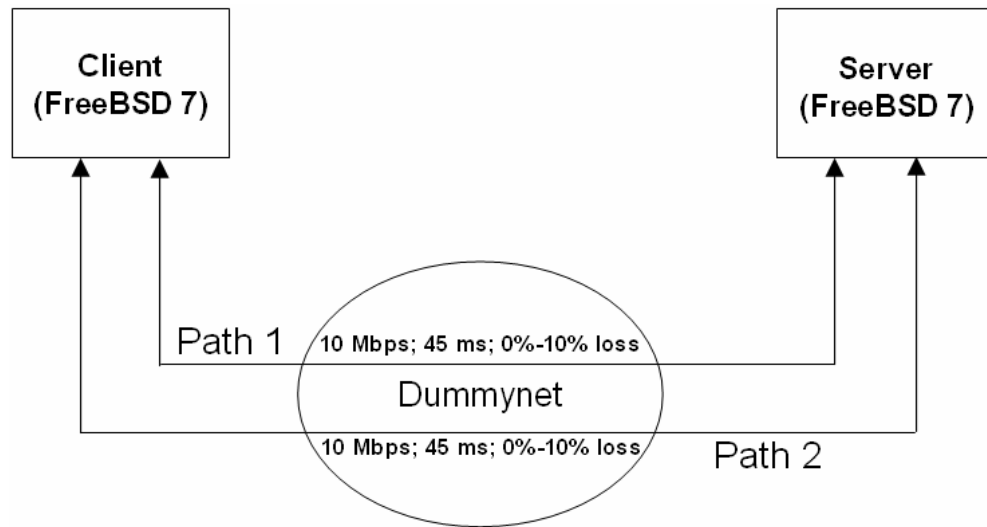 Client
(FreeBSD 7)
Server
(FreeBSD 7)
Path 1
10 Mbps; 45 ms; 0%-10% loss
Dummynet
10 Mbps; 45 ms; 0%-10% loss
Path 2